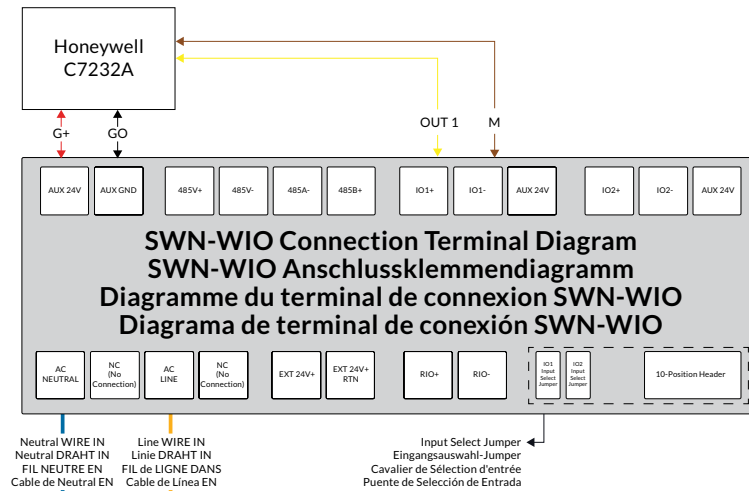 Honeywell
C7232A
G+
GO
OUT 1
M
AUX 24V
AUX GND
485V+
485V-
485A-
485B+
IO1+
IO1-
AUX 24V
IO2+
IO2-
AUX 24V
SWN-WIO Connection Terminal Diagram
SWN-WIO Anschlussklemmendiagramm
Diagramme du terminal de connexion SWN-WIO
Diagrama de terminal de conexión SWN-WIO
AC
NEUTRAL
NC
(No
Connection)
AC
LINE
NC
(No
Connection)
EXT 24V+
EXT 24V+
RTN
RIO+
RIO-
IO1
Input
Select
Jumper
IO2
Input
Select
Jumper
10-Position Header
Neutral WIRE IN
Neutral DRAHT IN
FIL NEUTRE EN
Cable de Neutral EN
Line WIRE IN
Linie DRAHT IN
FIL de LIGNE DANS
Cable de Línea EN
Input Select Jumper
Eingangsauswahl-Jumper
Cavalier de Sélection d'entrée
Puente de Selección de Entrada